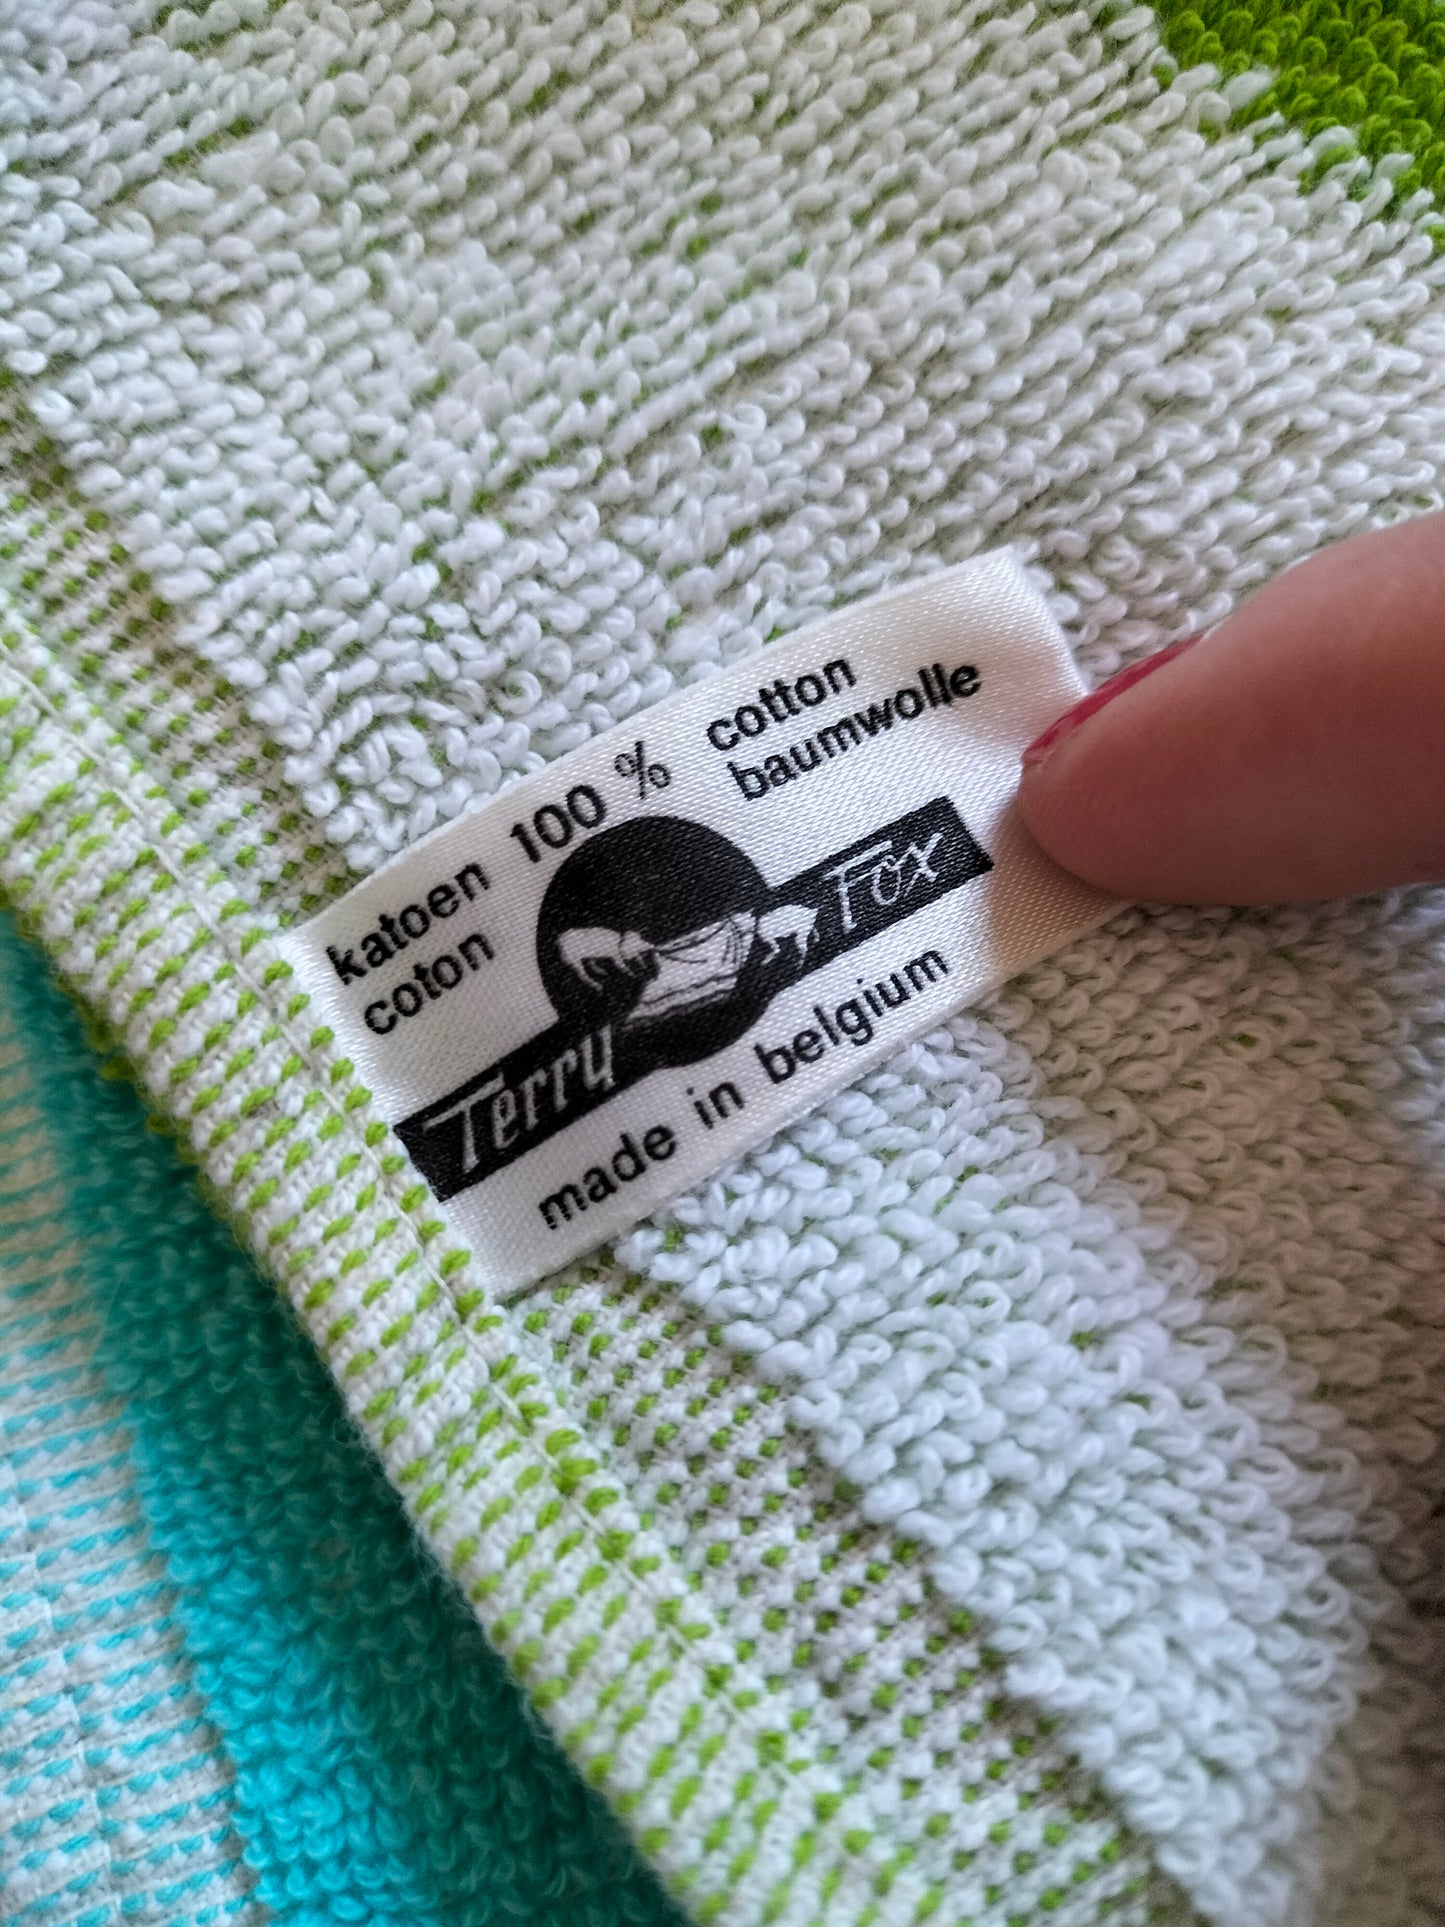 katoen 100 % cotton
coton baumwolle
Terry Fox
made in belgium